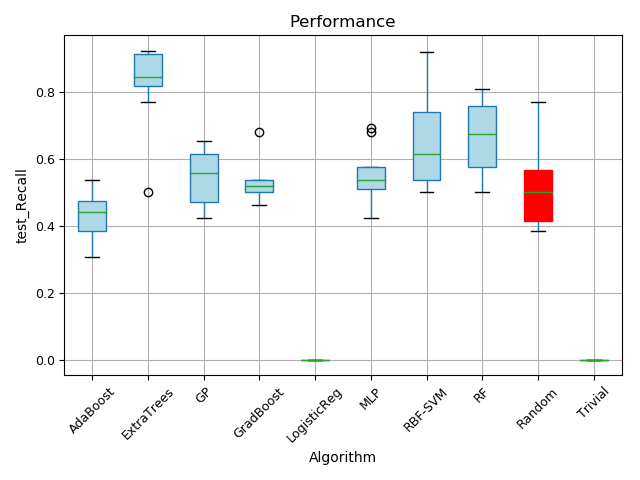 Performance
test_Recall
0.8
0.6
0.4
0.2
0.0
AdaBoost
ExtraTrees
GP
GradBoost
LogisticReg
MLP
RBF-SVM
RF
Random
Trivial
Algorithm